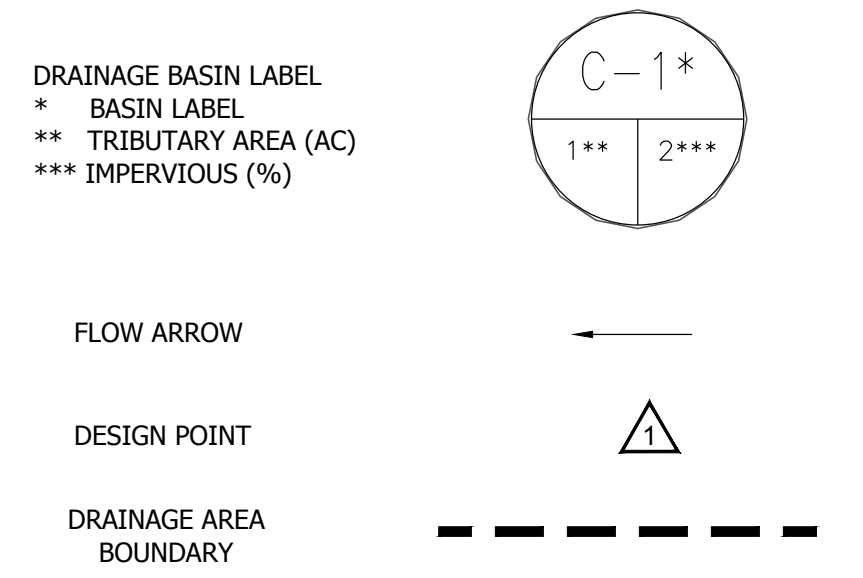 DRAINAGE BASIN LABEL
* BASIN LABEL
** TRIBUTARY AREA (AC)
*** IMPERVIOUS (%)
C-1*
1** 2***
FLOW ARROW
DESIGN POINT
1
DRAINAGE AREA
BOUNDARY